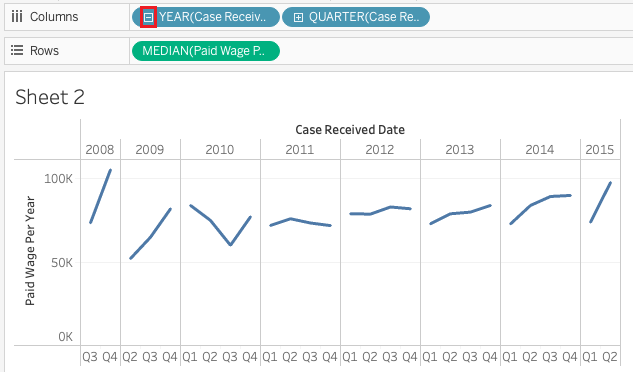 Columns YEAR(Case Receiv.. QUARTER(Case Re..
Rows MEDIAN(Paid Wage P..
Sheet 2
Case Received Date
2008 2009 2010 2011 2012 2013 2014 2015
100K
50K
0K
Paid Wage Per Year
Q3 Q4 Q2 Q3 Q4 Q1 Q2 Q3 Q4 Q1 Q2 Q3 Q4 Q1 Q2 Q3 Q4 Q1 Q2 Q3 Q4 Q1 Q2 Q3 Q4 Q1 Q2